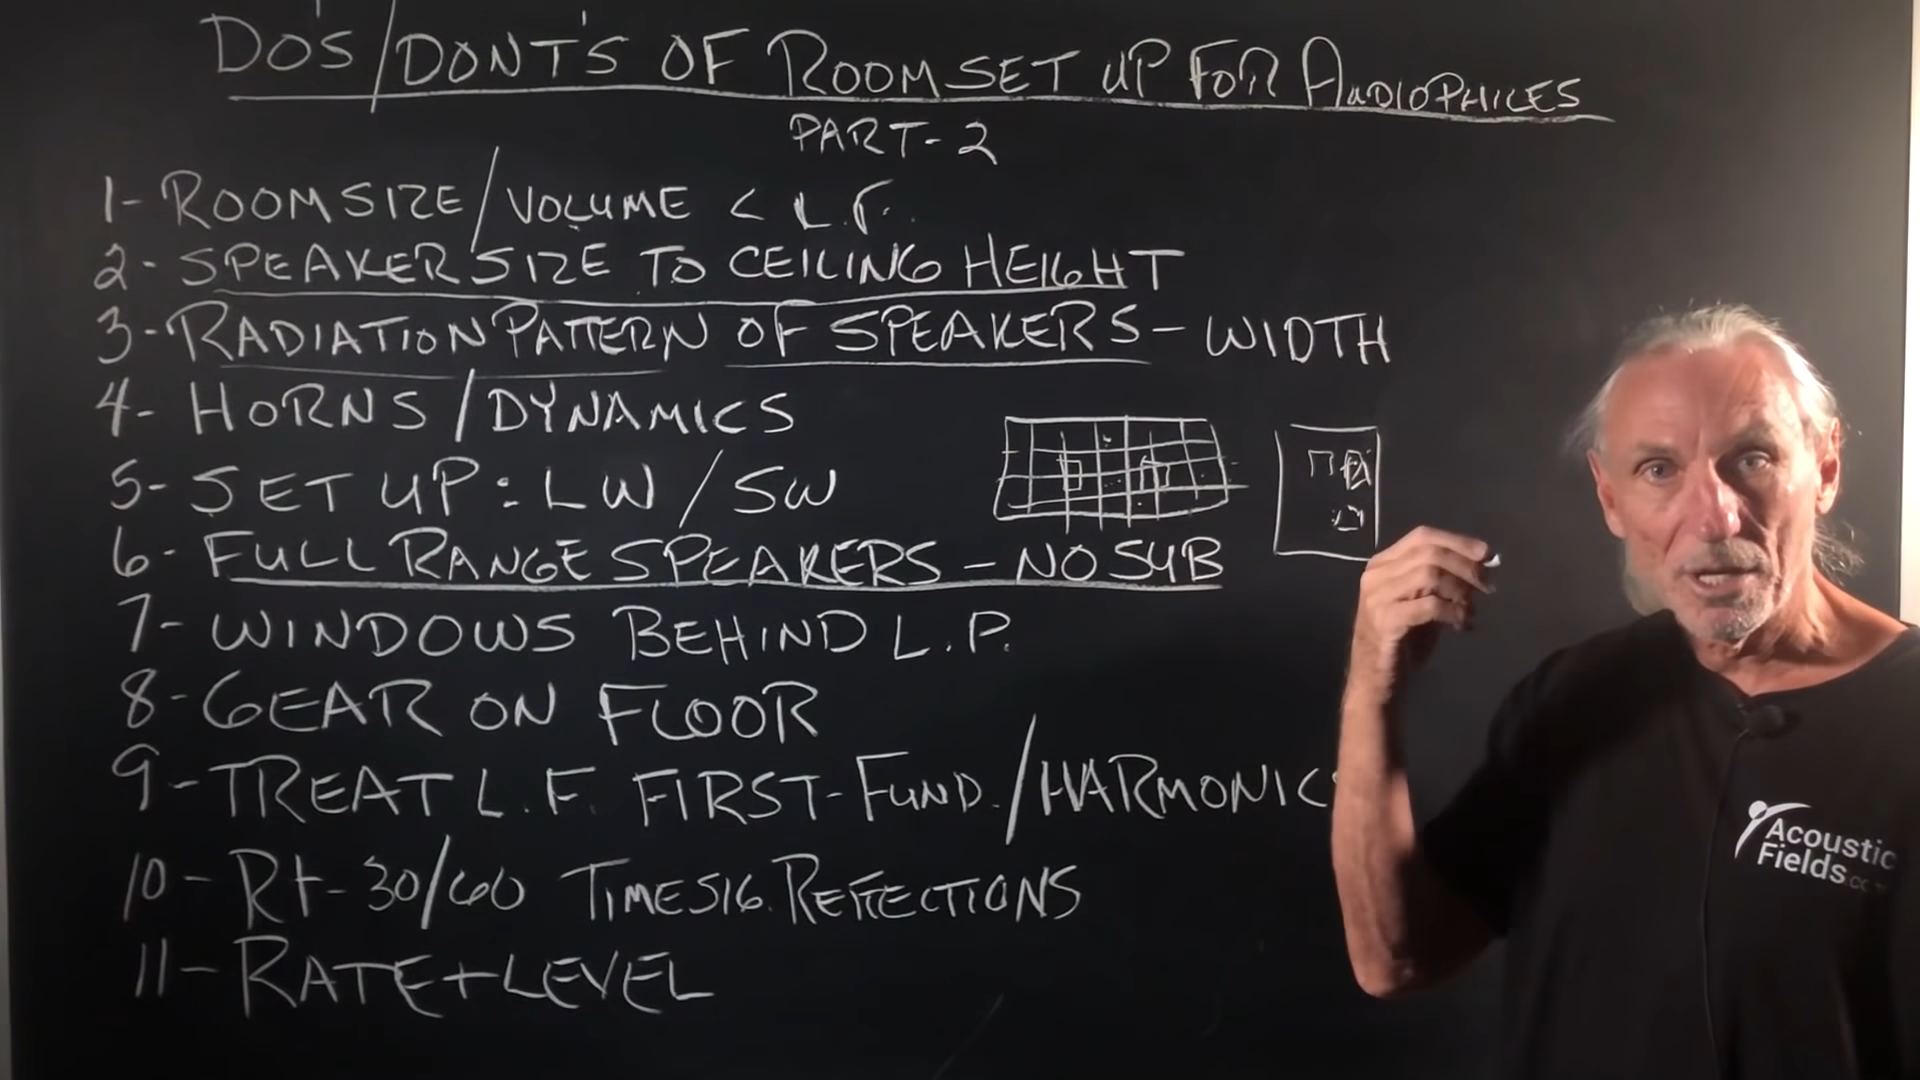 DO'S/DONT'S OF ROOM SET UP FOR AUDIOPHILES
PART-2
1- ROOM SIZE/VOLUME < L.F.
2- SPEAKER SIZE TO CEILING HEIGHT
3- RADIATION PATTERN OF SPEAKERS - WIDTH
4- HORNS/DYNAMICS
5- SET UP: LW/SW
6- FULL RANGE SPEAKERS - NO SUB
7- WINDOWS BEHIND L.P.
8- GEAR ON FLOOR
9- TREAT L.F. FIRST- FUND./HARMONICS
10- Rt-30/60 TIME SIG. REFLECTIONS
11- RATE+LEVEL
Acoustic
Fields.co